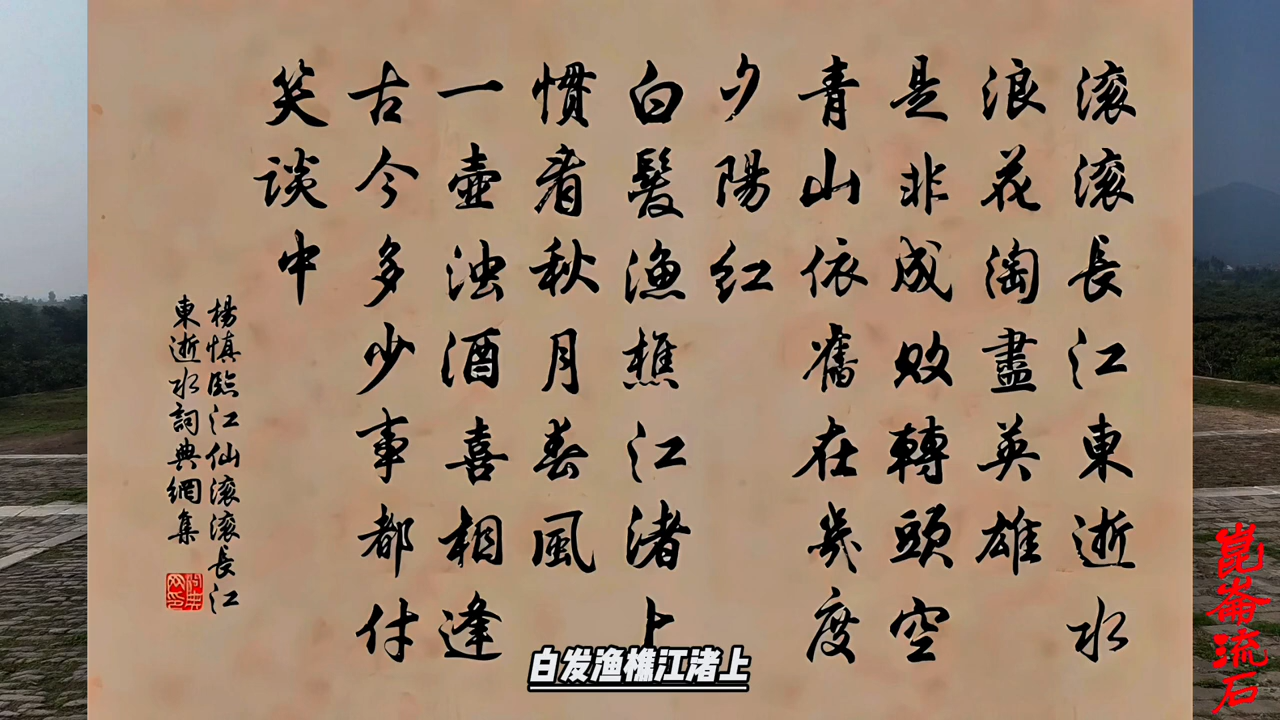 滚滚長江東逝水
浪花淘盡英雄
是非成敗轉頭空
青山依舊在幾度
夕陽紅
白髮漁樵江渚上
慣看秋月春風
一壺濁酒喜相逢
古今多少事都付
笑談中
楊慎臨江仙滚滚長江
東逝水詞典網集
白发渔樵江渚上
崑崙流石